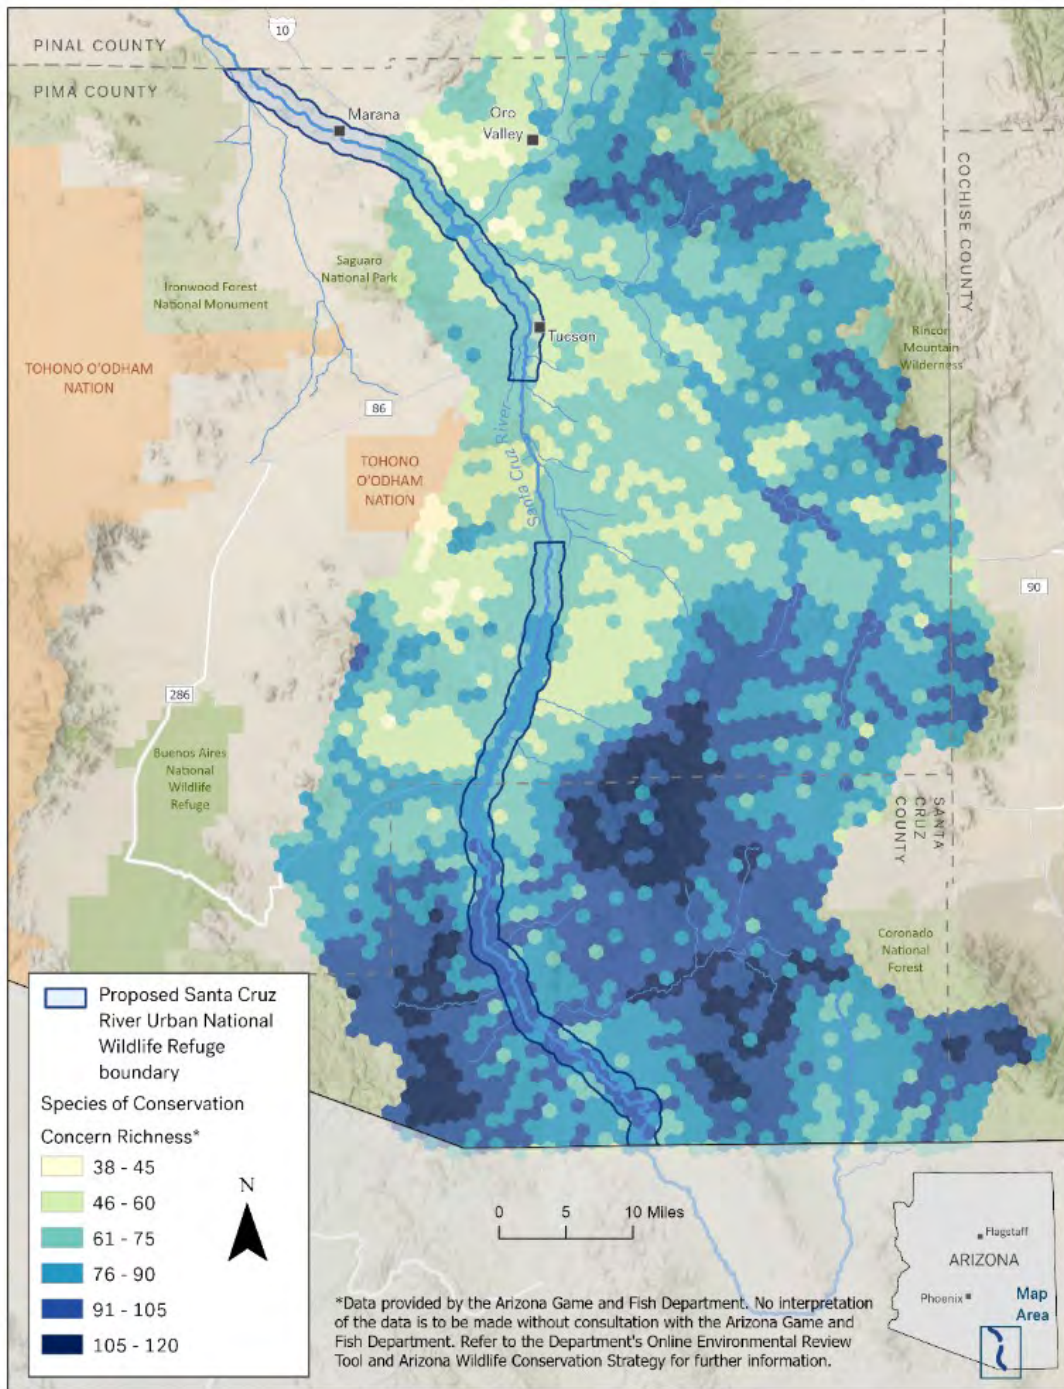 10
PINAL COUNTY
PIMA COUNTY
Marana
Oro
Valley
COCHISE COUNTY
Saguaro
National Park
Ironwood Forest
National Monument
Tucson
Rincon
Mountain
Wilderness
TOHONO O'ODHAM
NATION
86
TOHONO
O'ODHAM
NATION
Santa Cruz River
90
286
Buenos Aires
National
Wildlife
Refuge
SANTA
CRUZ
COUNTY
Coronado
National
Forest
Proposed Santa Cruz
River Urban National
Wildlife Refuge
boundary
Species of Conservation
Concern Richness*
38 - 45
46 - 60
61 - 75
76 - 90
91 - 105
105 - 120
N
0 5 10 Miles
*Data provided by the Arizona Game and Fish Department. No interpretation
of the data is to be made without consultation with the Arizona Game and
Fish Department. Refer to the Department's Online Environmental Review
Tool and Arizona Wildlife Conservation Strategy for further information.
Flagstaff
ARIZONA
Phoenix
Map
Area